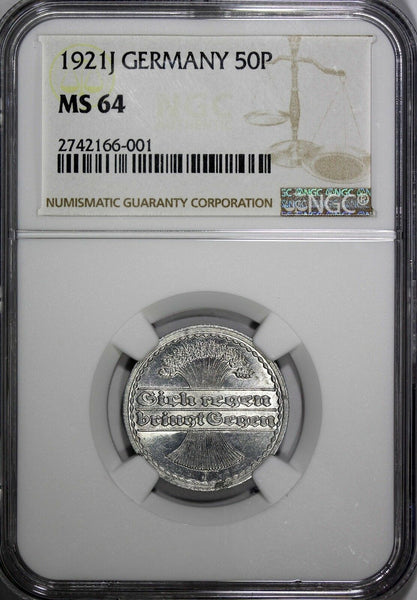 1921J GERMANY 50P
MS 64
2742166-001
NUMISMATIC GUARANTY CORPORATION
NGC
Sich regen
bringt Segen
J